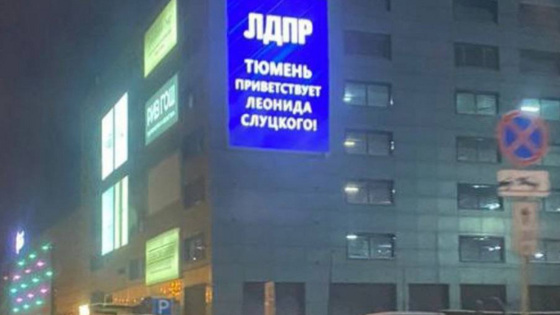 ЛДПР
ТЮМЕНЬ
ПРИВЕТСТВУЕТ
ЛЕОНИДА
СЛУЦКОГО!
P